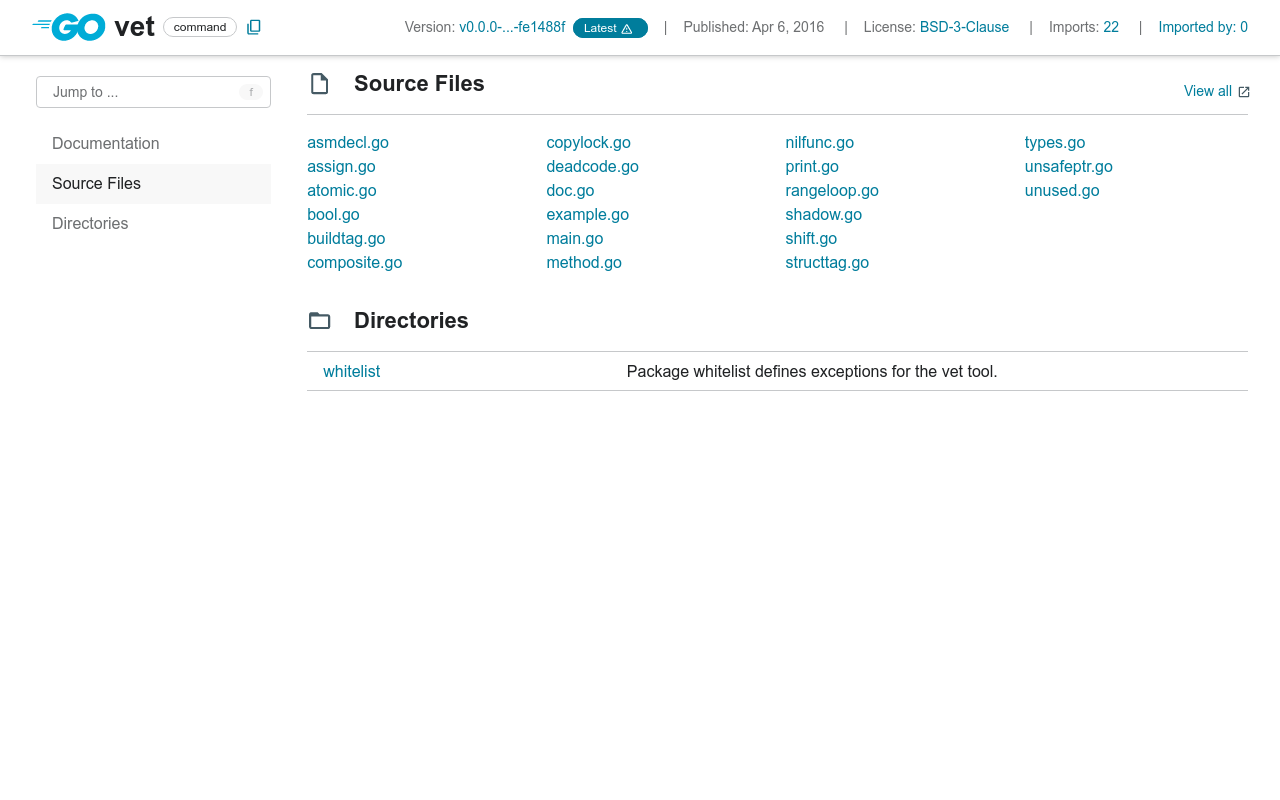 GO vet command Version: v0.0.0-...-fe1488f Latest | Published: Apr 6, 2016 | License: BSD-3-Clause | Imports: 22 | Imported by: 0
Jump to ... f
Documentation
Source Files
Directories
Source Files View all
asmdecl.go
assign.go
atomic.go
bool.go
buildtag.go
composite.go
copylock.go
deadcode.go
doc.go
example.go
main.go
method.go
nilfunc.go
print.go
rangeloop.go
shadow.go
shift.go
structtag.go
types.go
unsafeptr.go
unused.go
Directories
whitelist Package whitelist defines exceptions for the vet tool.